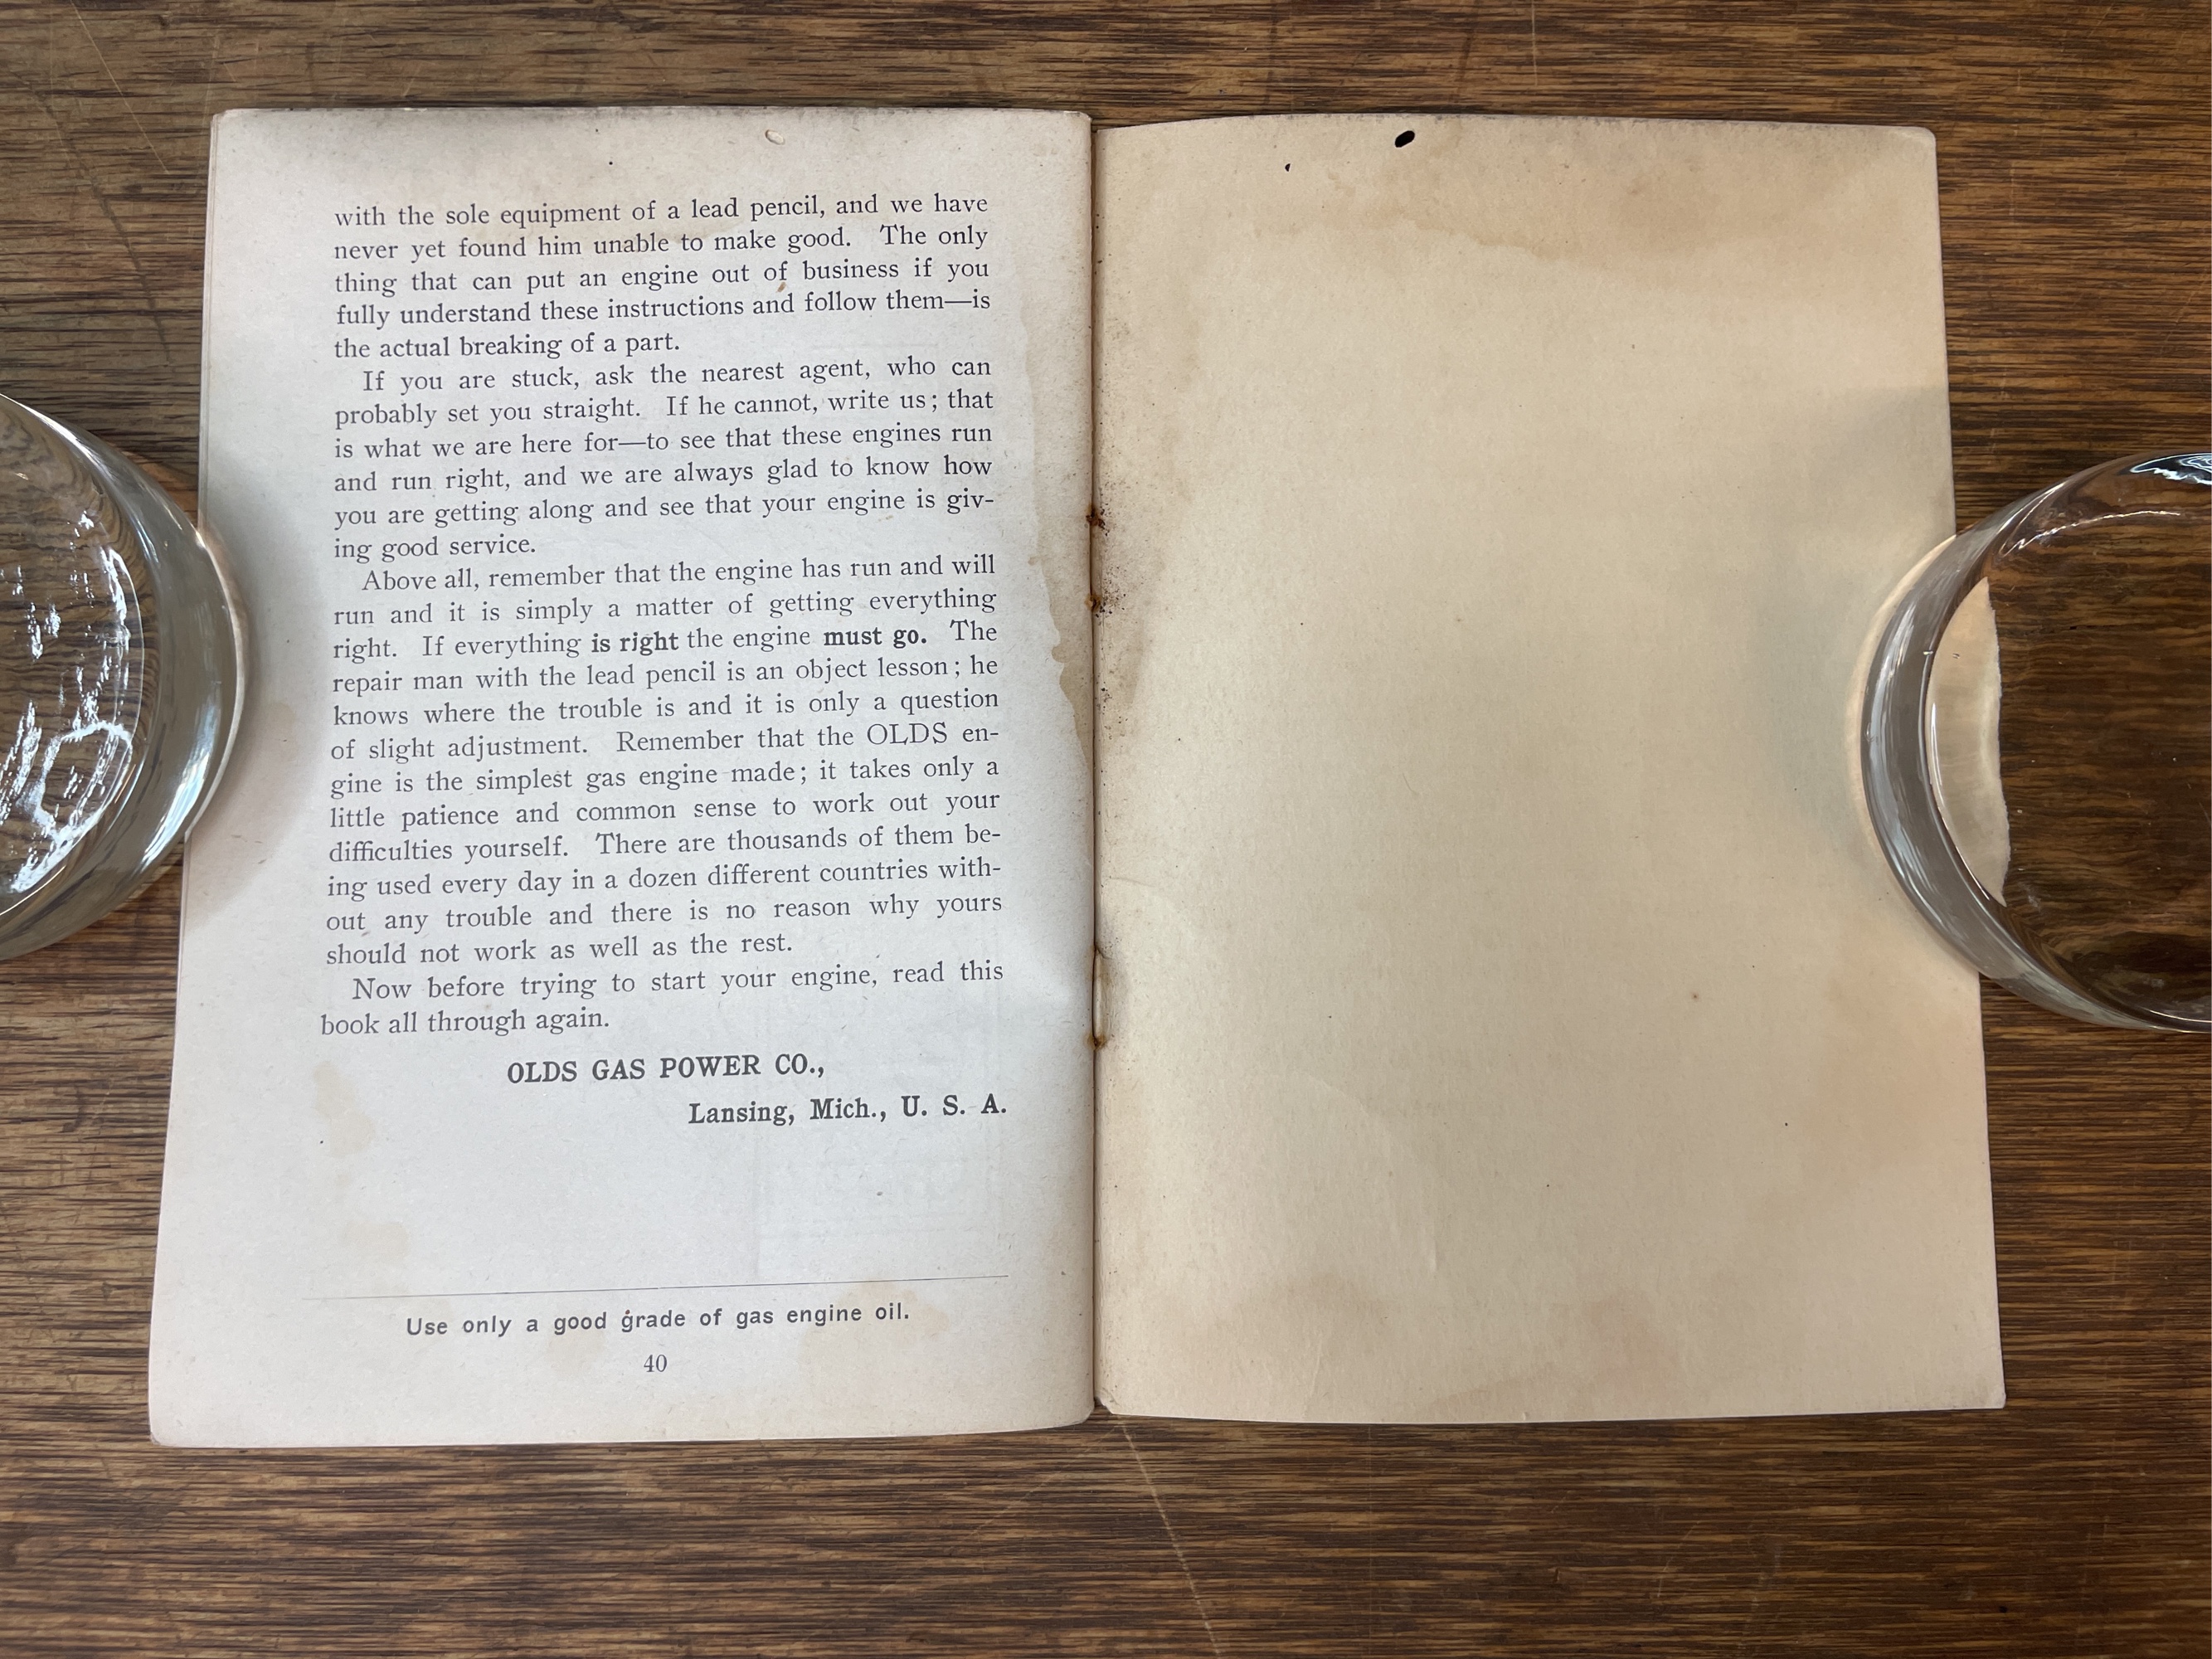 with the sole equipment of a lead pencil, and we have
never yet found him unable to make good. The only
thing that can put an engine out of business if you
fully understand these instructions and follow them—is
the actual breaking of a part.
If you are stuck, ask the nearest agent, who can
probably set you straight. If he cannot, write us; that
is what we are here for—to see that these engines run
and run right, and we are always glad to know how
you are getting along and see that your engine is giv-
ing good service.
Above all, remember that the engine has run and will
run and it is simply a matter of getting everything
right. If everything is right the engine must go. The
repair man with the lead pencil is an object lesson; he
knows where the trouble is and it is only a question
of slight adjustment. Remember that the OLDS en-
gine is the simplest gas engine made; it takes only a
little patience and common sense to work out your
difficulties yourself. There are thousands of them be-
ing used every day in a dozen different countries with-
out any trouble and there is no reason why yours
should not work as well as the rest.
Now before trying to start your engine, read this
book all through again.
OLDS GAS POWER CO.,
Lansing, Mich., U. S. A.
Use only a good grade of gas engine oil.
40